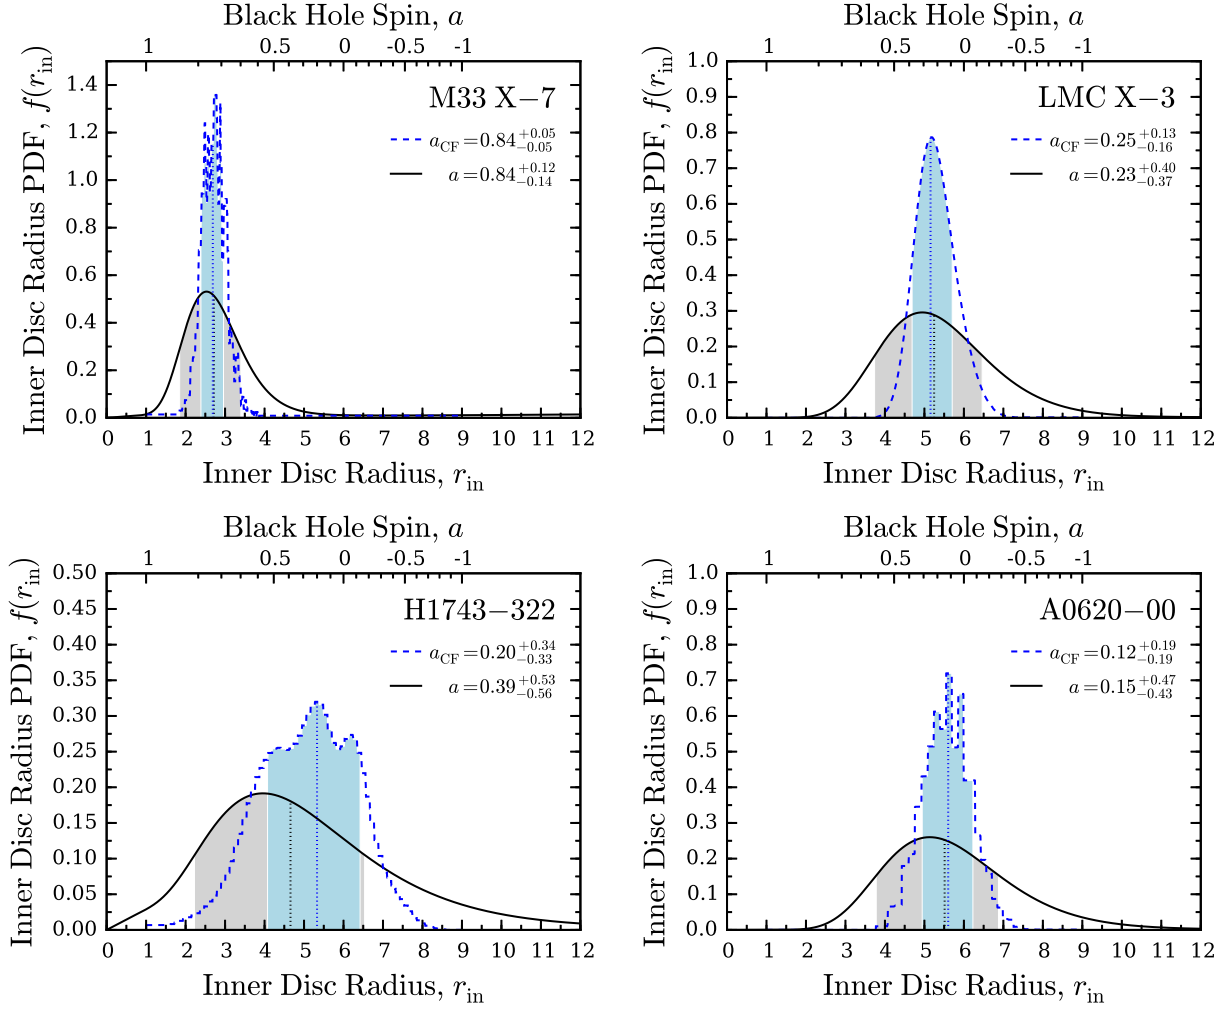 Black Hole Spin, a
1 0.5 0 -0.5 -1
Inner Disc Radius PDF, f(r_in)
1.4
1.2
1.0
0.8
0.6
0.4
0.2
0.0
M33 X−7
a_CF=0.84^{+0.05}_{−0.05}
a=0.84^{+0.12}_{−0.14}
0 1 2 3 4 5 6 7 8 9 10 11 12
Inner Disc Radius, r_in
Black Hole Spin, a
1 0.5 0 -0.5 -1
Inner Disc Radius PDF, f(r_in)
1.0
0.9
0.8
0.7
0.6
0.5
0.4
0.3
0.2
0.1
0.0
LMC X−3
a_CF=0.25^{+0.13}_{−0.16}
a=0.23^{+0.40}_{−0.37}
0 1 2 3 4 5 6 7 8 9 10 11 12
Inner Disc Radius, r_in
Black Hole Spin, a
1 0.5 0 -0.5 -1
Inner Disc Radius PDF, f(r_in)
0.50
0.45
0.40
0.35
0.30
0.25
0.20
0.15
0.10
0.05
0.00
H1743−322
a_CF=0.20^{+0.34}_{−0.33}
a=0.39^{+0.53}_{−0.56}
0 1 2 3 4 5 6 7 8 9 10 11 12
Inner Disc Radius, r_in
Black Hole Spin, a
1 0.5 0 -0.5 -1
Inner Disc Radius PDF, f(r_in)
1.0
0.9
0.8
0.7
0.6
0.5
0.4
0.3
0.2
0.1
0.0
A0620−00
a_CF=0.12^{+0.19}_{−0.19}
a=0.15^{+0.47}_{−0.43}
0 1 2 3 4 5 6 7 8 9 10 11 12
Inner Disc Radius, r_in